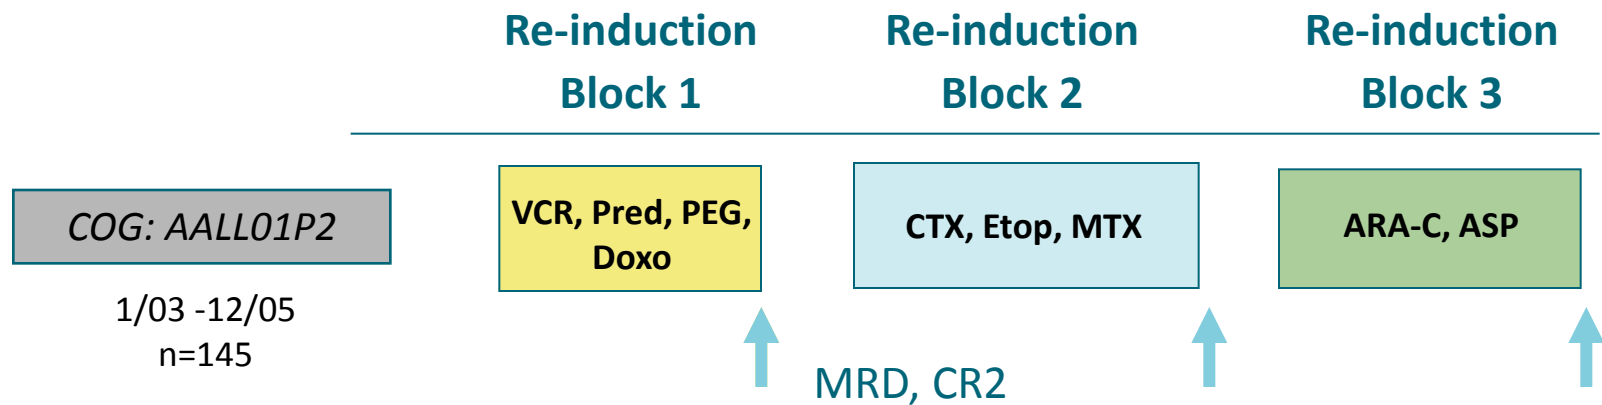 Re-induction
Block 1
Re-induction
Block 2
Re-induction
Block 3
COG: AALL01P2
1/03 -12/05
n=145
VCR, Pred, PEG,
Doxo
CTX, Etop, MTX
ARA-C, ASP
MRD, CR2